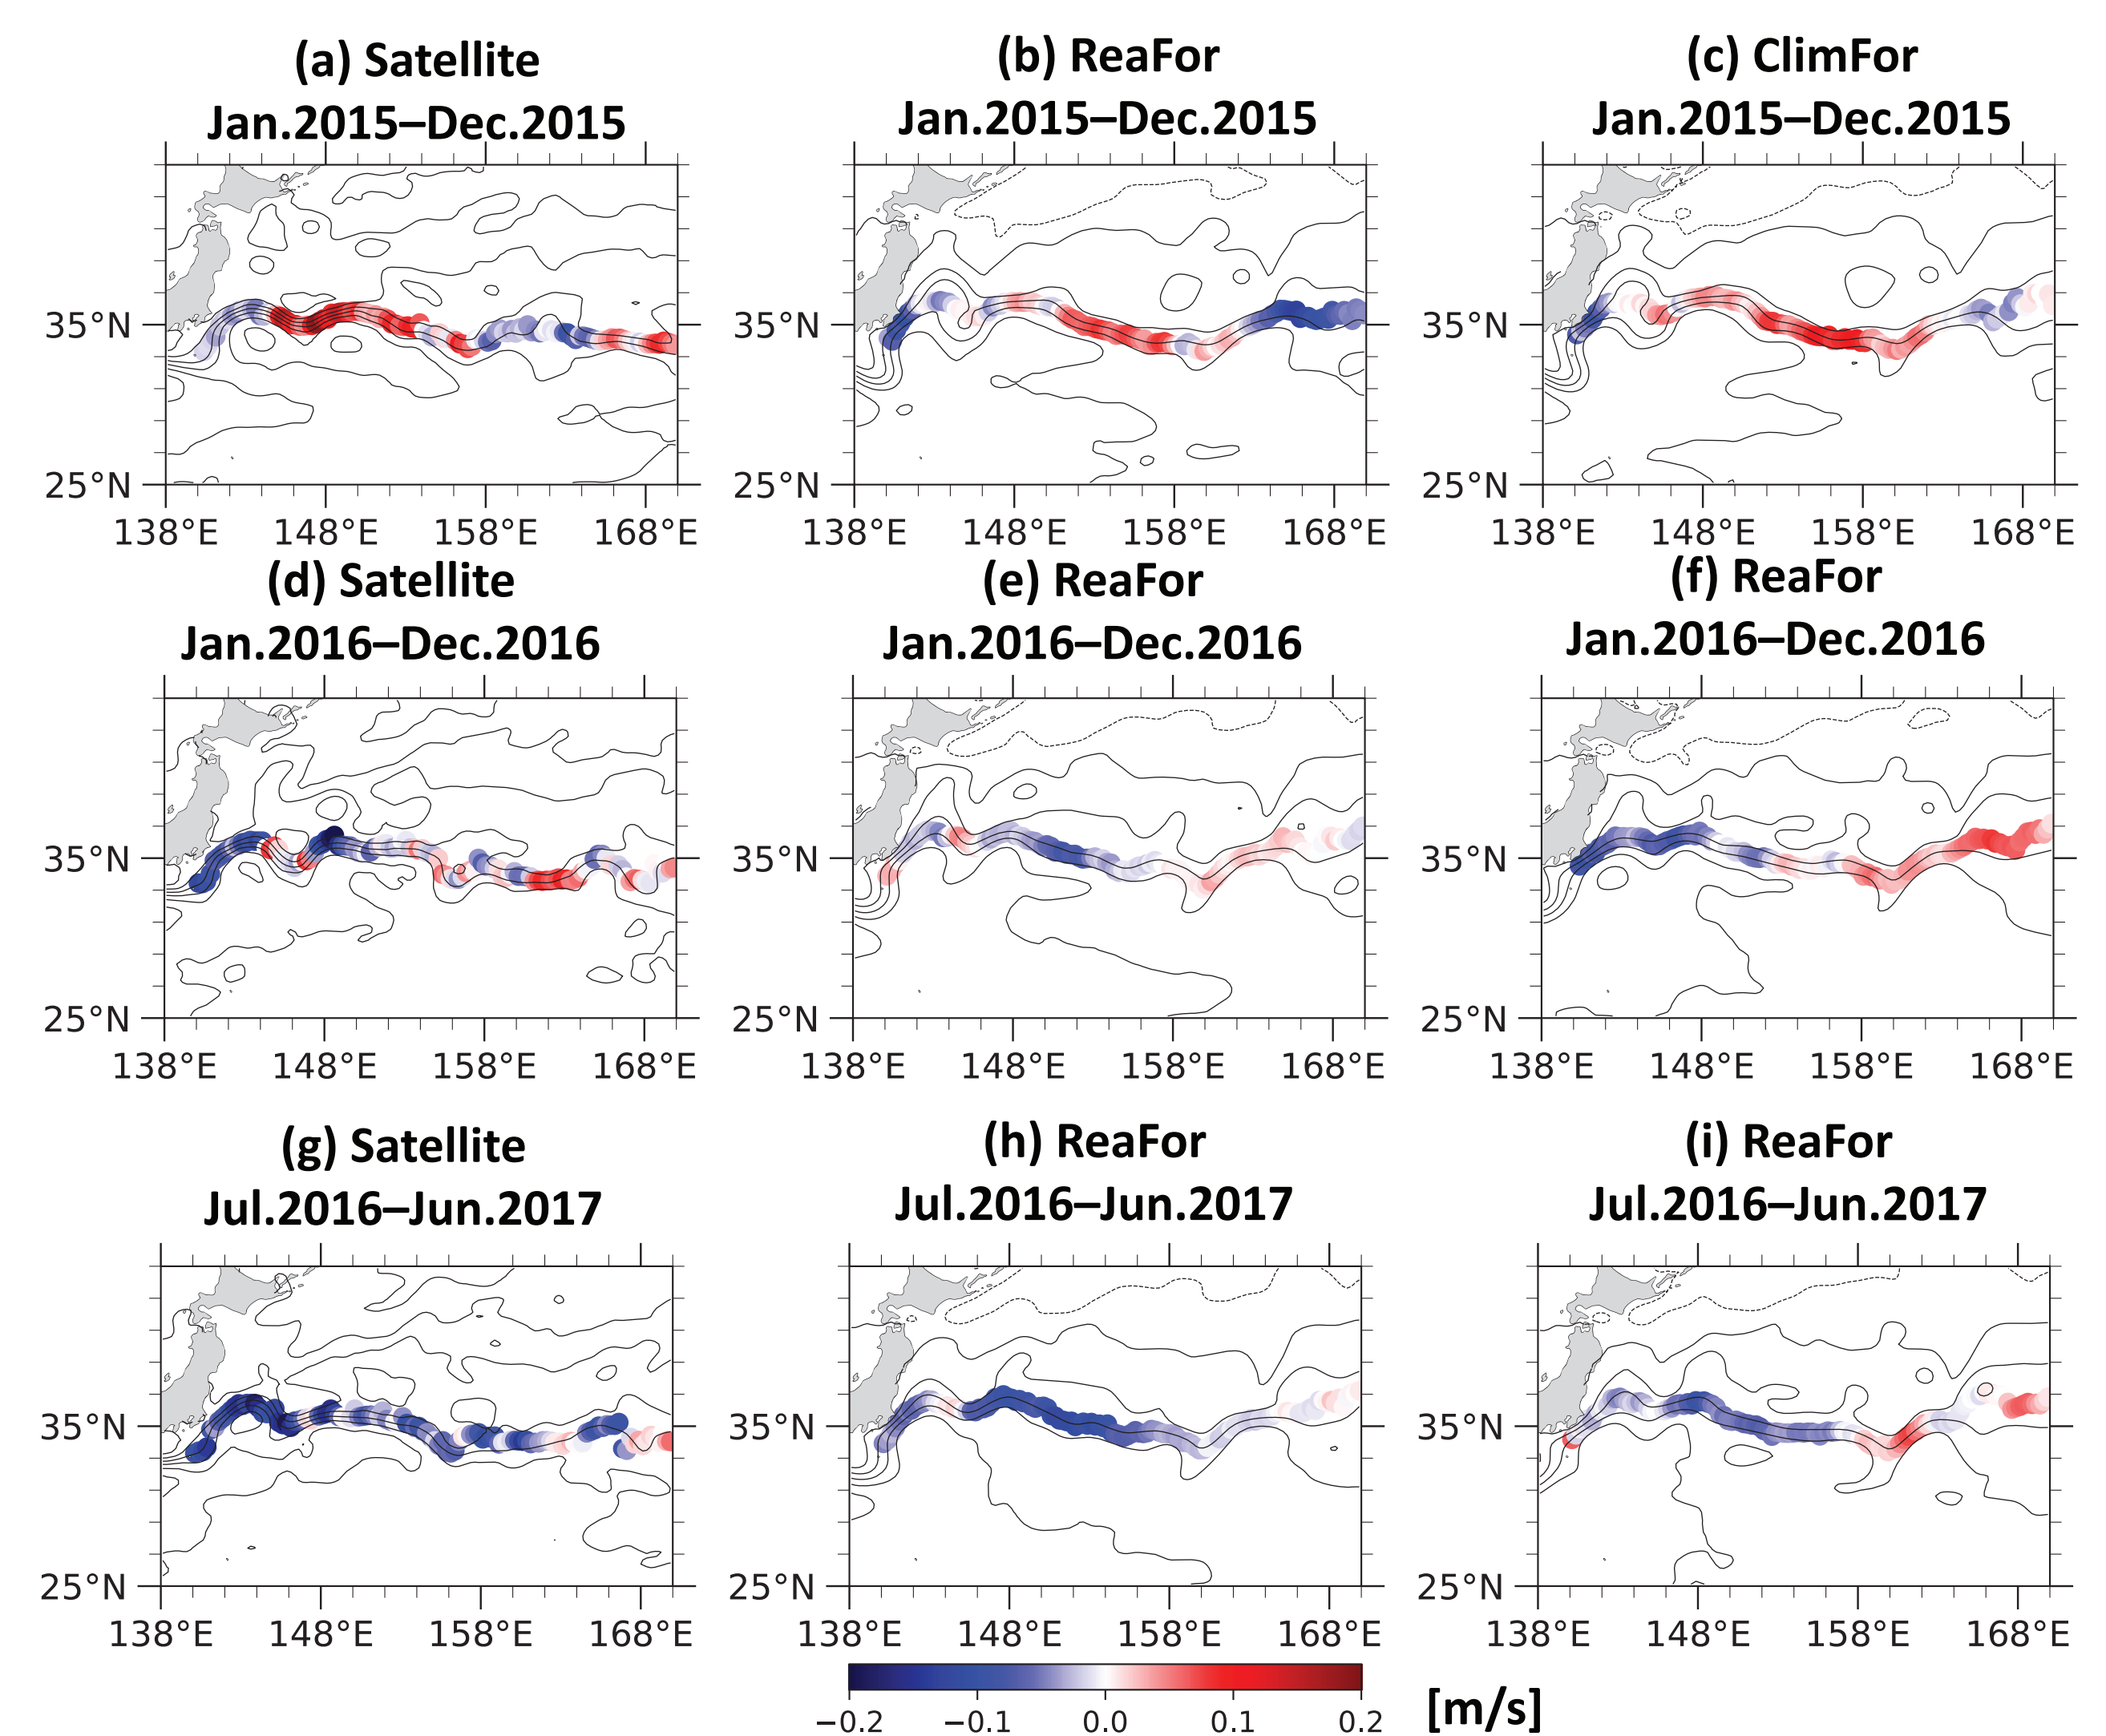 (a) Satellite
Jan.2015–Dec.2015
(b) ReaFor
Jan.2015–Dec.2015
(c) ClimFor
Jan.2015–Dec.2015
35°N
25°N
138°E 148°E 158°E 168°E
35°N
25°N
138°E 148°E 158°E 168°E
35°N
25°N
138°E 148°E 158°E 168°E
(d) Satellite
Jan.2016–Dec.2016
(e) ReaFor
Jan.2016–Dec.2016
(f) ReaFor
Jan.2016–Dec.2016
35°N
25°N
138°E 148°E 158°E 168°E
35°N
25°N
138°E 148°E 158°E 168°E
35°N
25°N
138°E 148°E 158°E 168°E
(g) Satellite
Jul.2016–Jun.2017
(h) ReaFor
Jul.2016–Jun.2017
(i) ReaFor
Jul.2016–Jun.2017
35°N
25°N
138°E 148°E 158°E 168°E
35°N
25°N
138°E 148°E 158°E 168°E
35°N
25°N
138°E 148°E 158°E 168°E
−0.2 −0.1 0.0 0.1 0.2
[m/s]